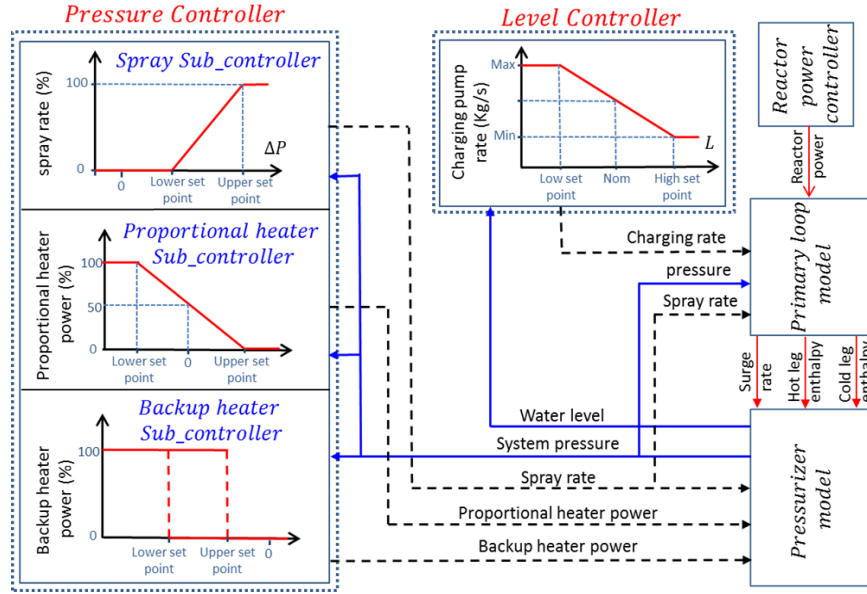 Pressure Controller
Spray Sub_controller
spray rate (%)
100
0
0
Lower set
point
Upper set
point
ΔP
Proportional heater
Sub_controller
Proportional heater
power (%)
100
50
0
Lower set
point
0
Upper set
point
Backup heater
Sub_controller
Backup heater
power (%)
100
0
Lower set
point
Upper set
point
0
Level Controller
Charging pump
rate (Kg/s)
Max
Min
L
Low set
point
Nom
High set
point
Reactor
power
controller
Reactor
power
Charging rate
pressure
Spray rate
Primary loop
model
Surge
rate
Hot leg
enthalpy
Cold leg
enthalpy
Water level
System pressure
Spray rate
Proportional heater power
Backup heater power
Pressurizer
model